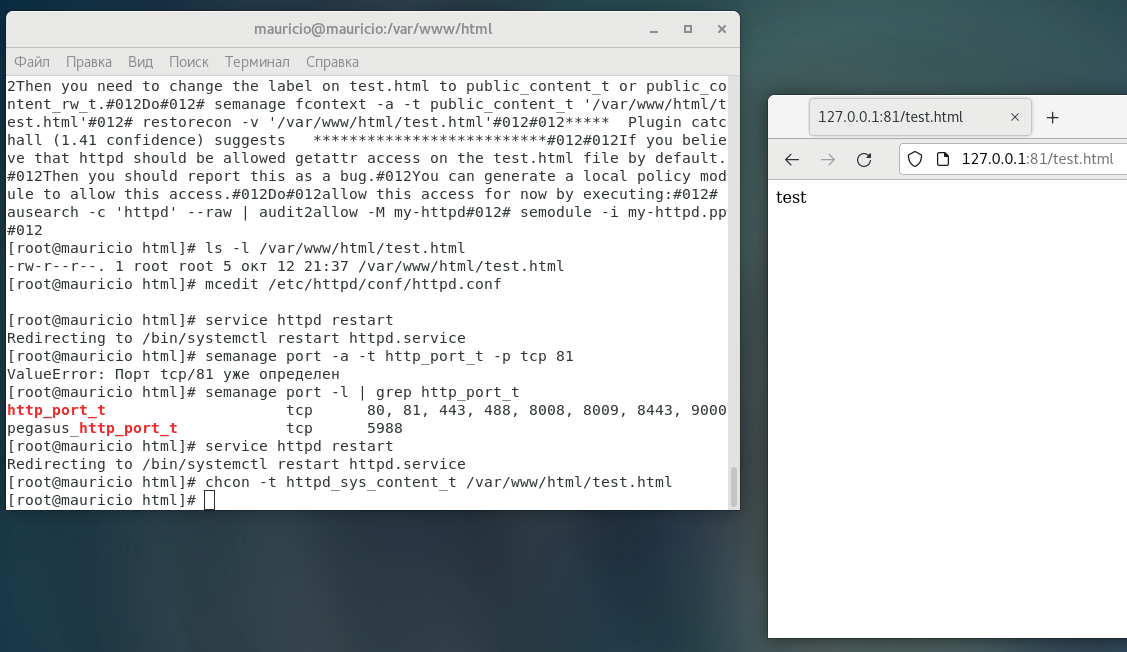 mauricio@mauricio:/var/www/html
Файл Правка Вид Поиск Терминал Справка
2Then you need to change the label on test.html to public_content_t or public_co
ntent_rw_t.#012Do#012# semanage fcontext -a -t public_content_t '/var/www/html/t
est.html'#012# restorecon -v '/var/www/html/test.html'#012#012***** Plugin catc
hall (1.41 confidence) suggests **************************#012#012If you belie
ve that httpd should be allowed getattr access on the test.html file by default.
#012Then you should report this as a bug.#012You can generate a local policy mod
ule to allow this access.#012Do#012allow this access for now by executing:#012#
ausearch -c 'httpd' --raw | audit2allow -M my-httpd#012# semodule -i my-httpd.pp
#012
[root@mauricio html]# ls -l /var/www/html/test.html
-rw-r--r--. 1 root root 5 окт 12 21:37 /var/www/html/test.html
[root@mauricio html]# mcedit /etc/httpd/conf/httpd.conf
[root@mauricio html]# service httpd restart
Redirecting to /bin/systemctl restart httpd.service
[root@mauricio html]# semanage port -a -t http_port_t -p tcp 81
ValueError: Порт tcp/81 уже определен
[root@mauricio html]# semanage port -l | grep http_port_t
http_port_t tcp 80, 81, 443, 488, 8008, 8009, 8443, 9000
pegasus_http_port_t tcp 5988
[root@mauricio html]# service httpd restart
Redirecting to /bin/systemctl restart httpd.service
[root@mauricio html]# chcon -t httpd_sys_content_t /var/www/html/test.html
[root@mauricio html]#
127.0.0.1:81/test.html
127.0.0.1:81/test.html
test